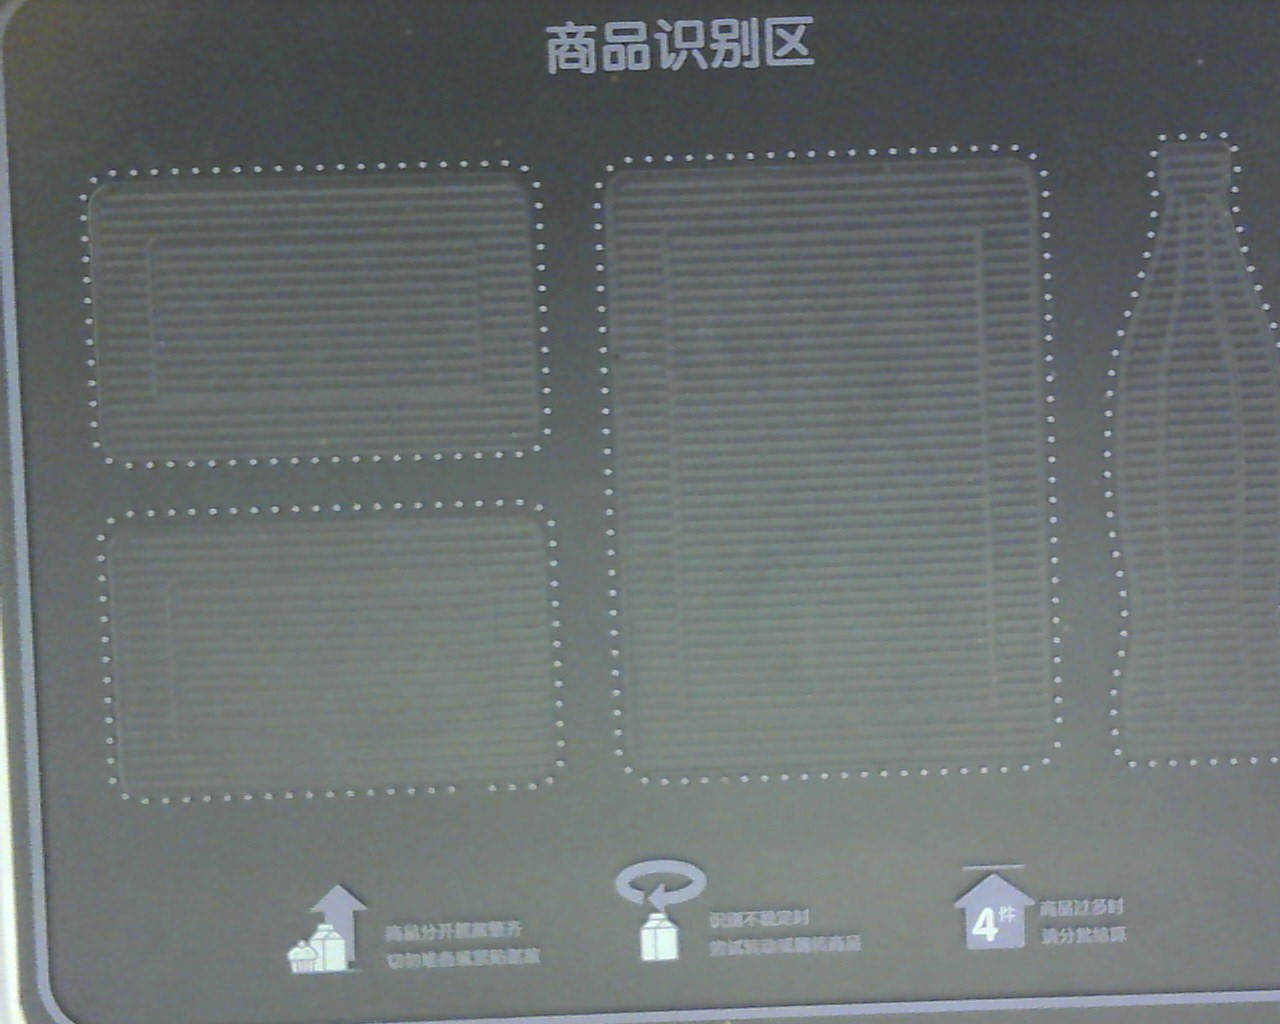 商品识别区
商品分开摆放整齐
切勿堆叠或紧贴摆放
识别不稳定时
尝试转动或翻转商品
4件
商品过多时
请分批结算